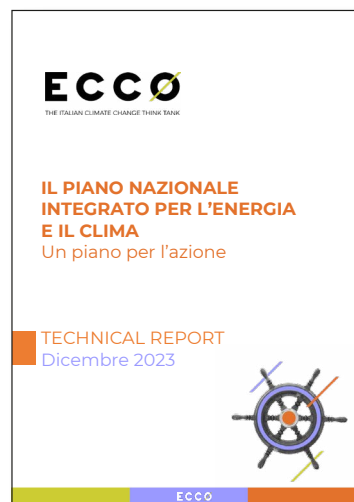 ECCO
THE ITALIAN CLIMATE CHANGE THINK TANK
IL PIANO NAZIONALE
INTEGRATO PER L’ENERGIA
E IL CLIMA
Un piano per l’azione
TECHNICAL REPORT
Dicembre 2023
ECCO